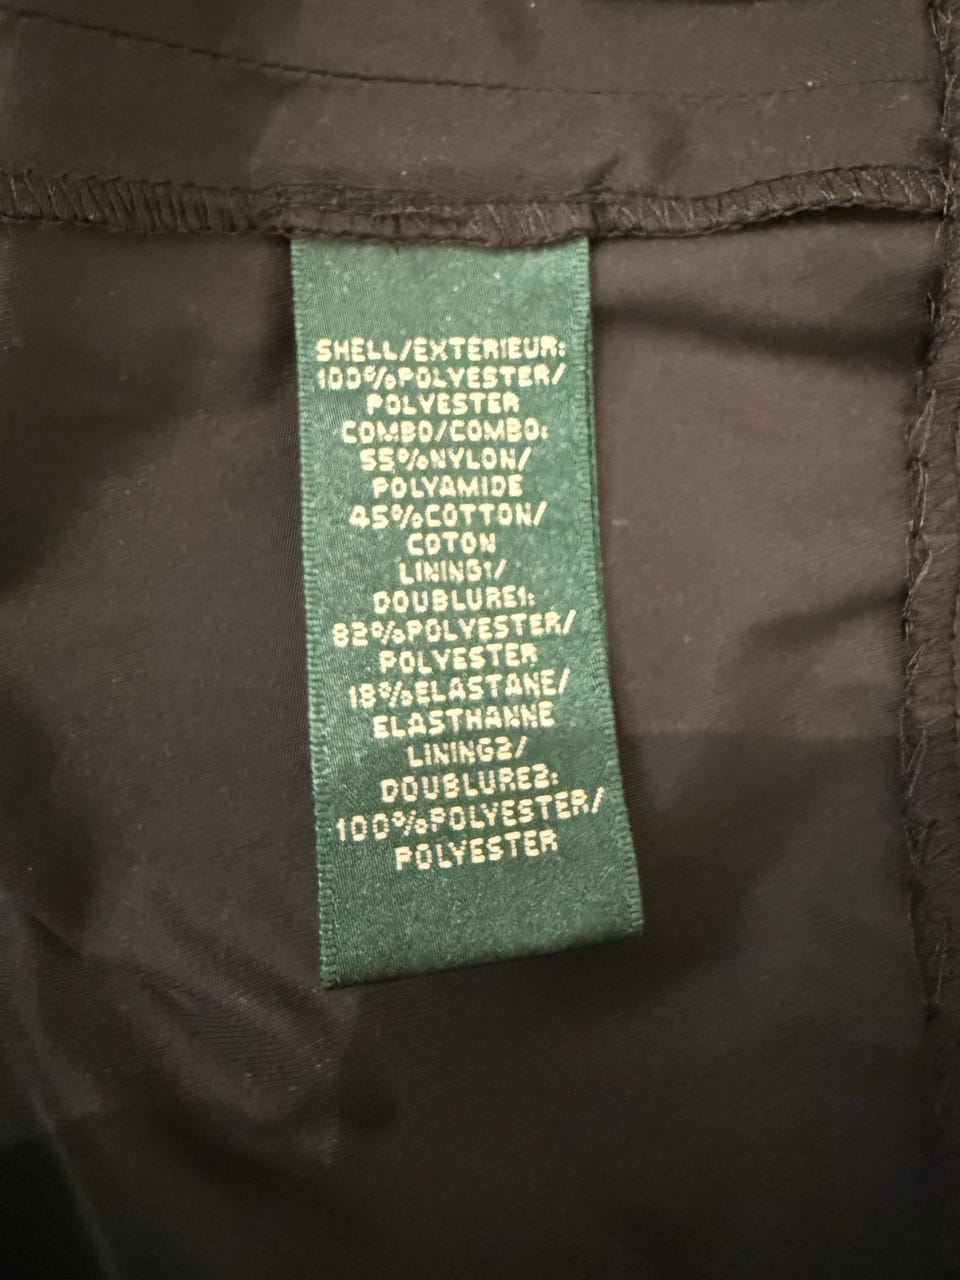 SHELL/EXTERIEUR:
100%POLYESTER/
POLYESTER
COMBO/COMBO:
55%NYLON/
POLYAMIDE
45%COTTON/
COTON
LINING1/
DOUBLURE1:
82%POLYESTER/
POLYESTER
18%ELASTANE/
ELASTHANNE
LINING2/
DOUBLURE2:
100%POLYESTER/
POLYESTER